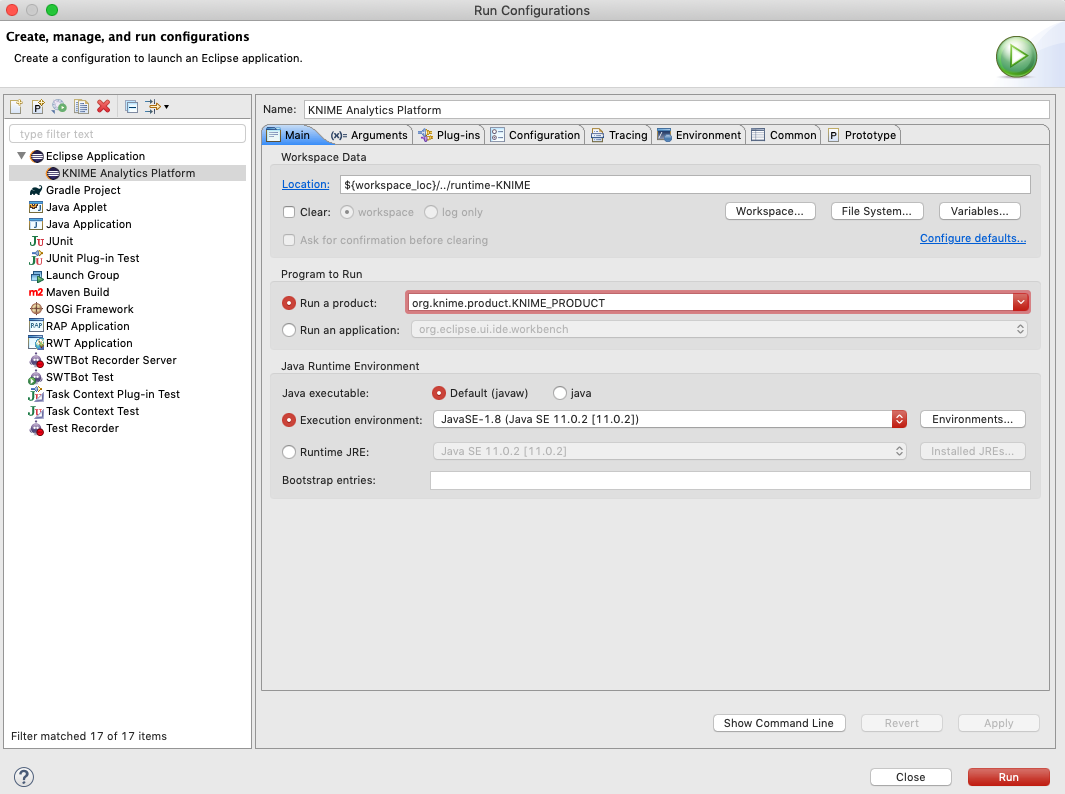 Run Configurations
Create, manage, and run configurations
Create a configuration to launch an Eclipse application.
type filter text
Eclipse Application
KNIME Analytics Platform
Gradle Project
Java Applet
Java Application
JUnit
JUnit Plug-in Test
Launch Group
Maven Build
OSGi Framework
RAP Application
RWT Application
SWTBot Recorder Server
SWTBot Test
Task Context Plug-in Test
Task Context Test
Test Recorder
Filter matched 17 of 17 items
Name: KNIME Analytics Platform
Main (x)= Arguments Plug-ins Configuration Tracing Environment Common P Prototype
Workspace Data
Location: ${workspace_loc}/../runtime-KNIME
Clear: workspace log only Workspace... File System... Variables...
Ask for confirmation before clearing Configure defaults...
Program to Run
Run a product: org.knime.product.KNIME_PRODUCT
Run an application: org.eclipse.ui.ide.workbench
Java Runtime Environment
Java executable: Default (javaw) java
Execution environment: JavaSE-1.8 (Java SE 11.0.2 [11.0.2]) Environments...
Runtime JRE: Java SE 11.0.2 [11.0.2] Installed JREs...
Bootstrap entries:
Show Command Line Revert Apply
? Close Run